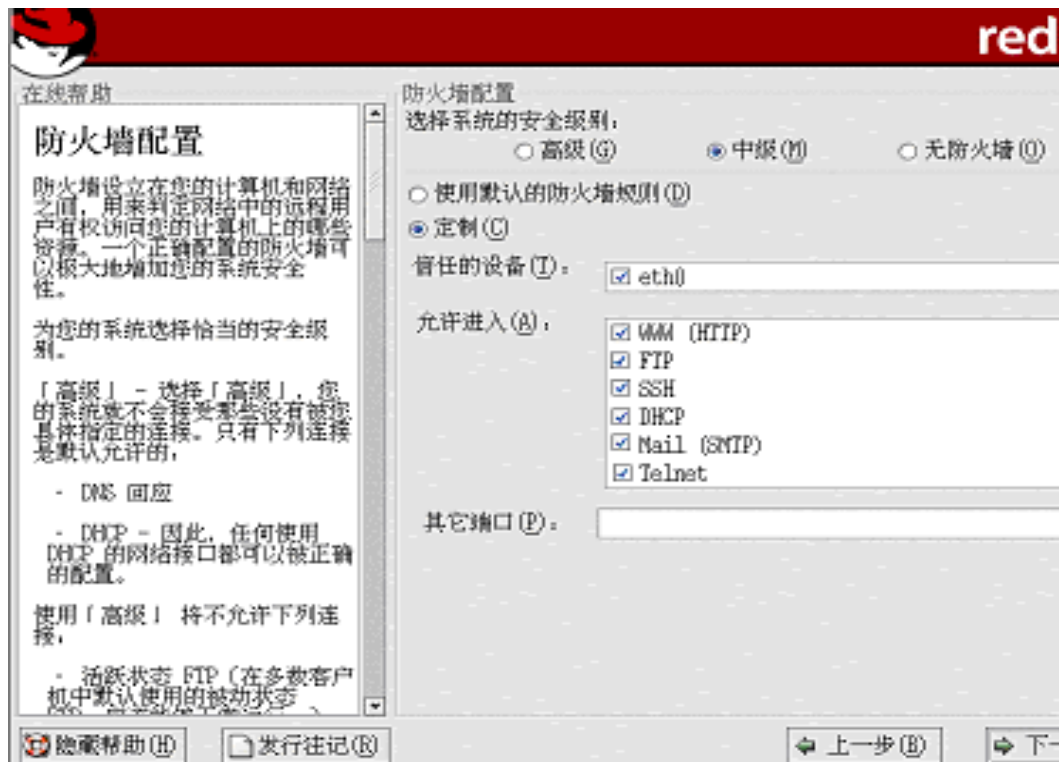 red
在线帮助
防火墙配置
防火墙设立在您的计算机和网络
之间，用来判定网络中的远程用
户有权访问您的计算机上的哪些
资源。一个正确配置的防火墙可
以极大地增加您的系统安全
性。
为您的系统选择恰当的安全级
别。
「高级」 - 选择「高级」，您
的系统就不会接受那些没有被您
具体指定的连接。只有下列连接
是默认允许的：
- DNS 回应
- DHCP - 因此，任何使用
DHCP 的网络接口都可以被正确
的配置。
使用「高级」 将不允许下列连
接：
- 活跃状态 FTP（在多数客户
机中默认使用的被动状态
防火墙配置
选择系统的安全级别：
高级(G) 中级(M) 无防火墙(O)
使用默认的防火墙规则(D)
定制(C)
信任的设备(T)：
eth0
允许进入(A)：
WWW (HTTP)
FTP
SSH
DHCP
Mail (SMTP)
Telnet
其它端口(P)：
隐藏帮助(H) 发行注记(R) 上一步(B) 下一